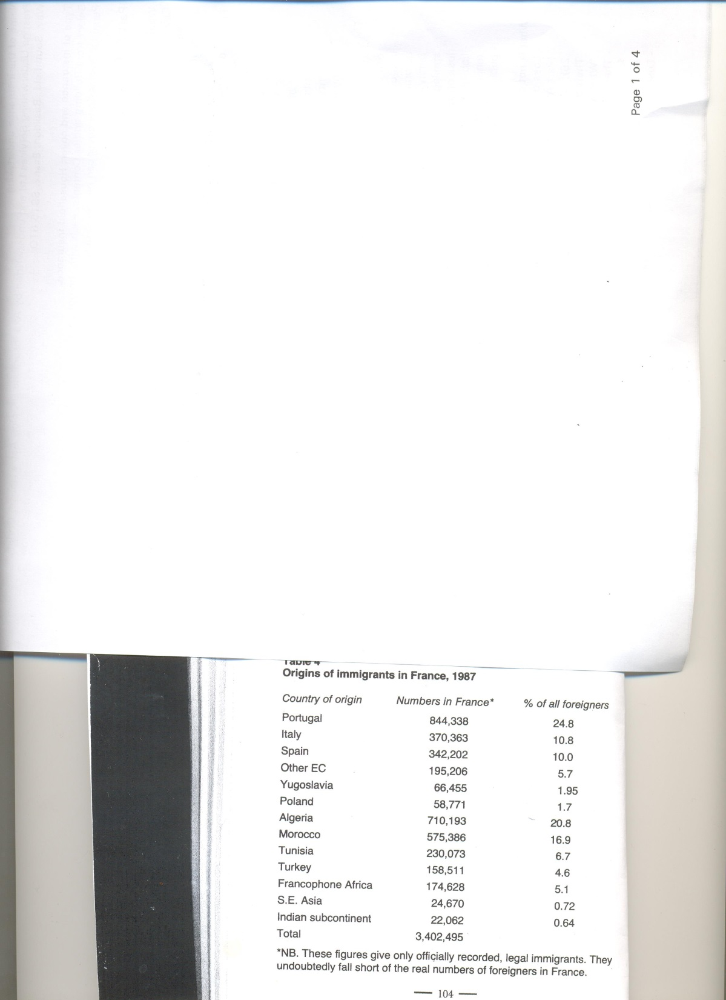 Page 1 of 4
Table 4
Origins of immigrants in France, 1987
Country of origin Numbers in France* % of all foreigners
Portugal 844,338 24.8
Italy 370,363 10.8
Spain 342,202 10.0
Other EC 195,206 5.7
Yugoslavia 66,455 1.95
Poland 58,771 1.7
Algeria 710,193 20.8
Morocco 575,386 16.9
Tunisia 230,073 6.7
Turkey 158,511 4.6
Francophone Africa 174,628 5.1
S.E. Asia 24,670 0.72
Indian subcontinent 22,062 0.64
Total 3,402,495
*NB. These figures give only officially recorded, legal immigrants. They
undoubtedly fall short of the real numbers of foreigners in France.
— 104 —